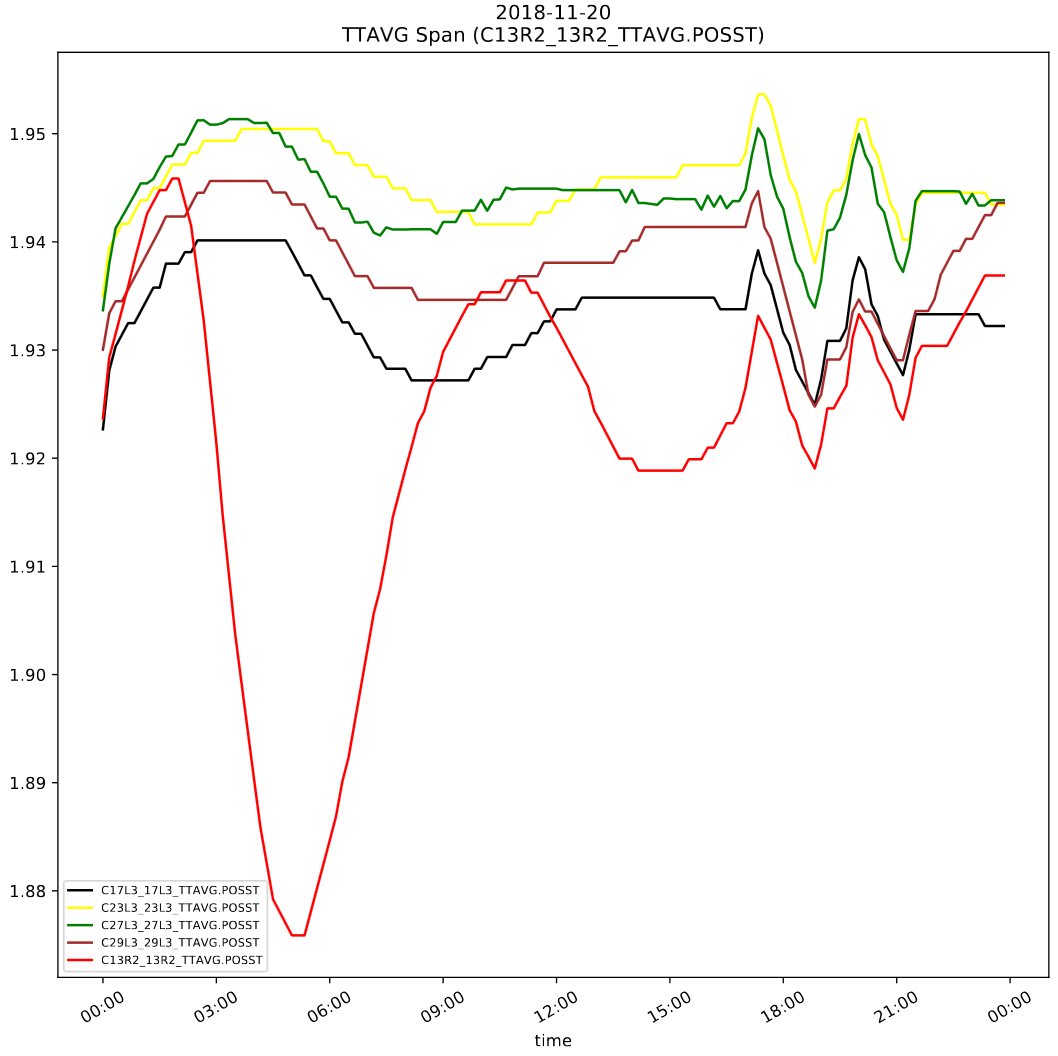 2018-11-20
TTAVG Span (C13R2_13R2_TTAVG.POSST)
1.95
1.94
1.93
1.92
1.91
1.90
1.89
1.88
C17L3_17L3_TTAVG.POSST
C23L3_23L3_TTAVG.POSST
C27L3_27L3_TTAVG.POSST
C29L3_29L3_TTAVG.POSST
C13R2_13R2_TTAVG.POSST
00:00 03:00 06:00 09:00 12:00 15:00 18:00 21:00 00:00
time